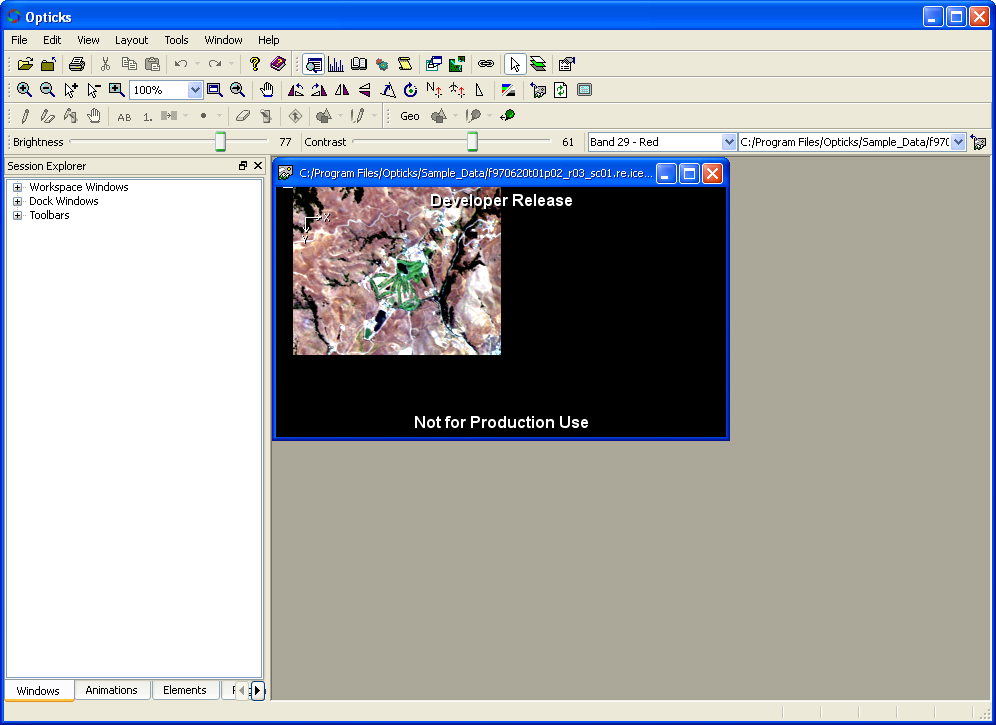 Opticks
File Edit View Layout Tools Window Help
100%
N
AB 1. Geo
Brightness 77 Contrast 61 Band 29 - Red C:/Program Files/Opticks/Sample_Data/f970
Session Explorer
Workspace Windows
Dock Windows
Toolbars
C:/Program Files/Opticks/Sample_Data/f970620t01p02_r03_sc01.re.ice...
Developer Release
X
Y
Not for Production Use
Windows Animations Elements